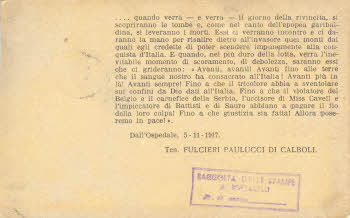 .... quando verrà — e verrà — il giorno della rivincita, si
scopriranno le tombe e, come nel canto dell'epopea garibal-
dina, si leveranno i morti. Essi ci verranno incontro e ci da-
ranno la mano per risalire dietro all'invasore quei monti dai
quali egli credette di poter scendere impunemente alla con-
quista d'Italia. E quando, nel più duro della lotta, verrà l'ine-
vitabile momento di scoramento, di debolezza, saranno essi
che ci grideranno: «Avanti, avanti! Avanti fino alle terre
che il sangue nostro ha consacrato all'Italia! Avanti più in
là! Avanti sempre! Fino a che il tricolore abbia a sventolare
sui confini da Dio dati all'Italia. Fino a che il violatore del
Belgio e il carnefice della Serbia, l'uccisore di Miss Cavell e
l'impiccatore di Battisti e di Sauro abbiano a pagare il fio
della loro colpa! Fino a che giustizia sia fatta! Allora pose-
remo in pace!».
Dall'Ospedale, 5-11-1917.
Ten. FULCIERI PAULUCCI DI CALBOLI.
RACCOLTA DELLE STAMPE
A.